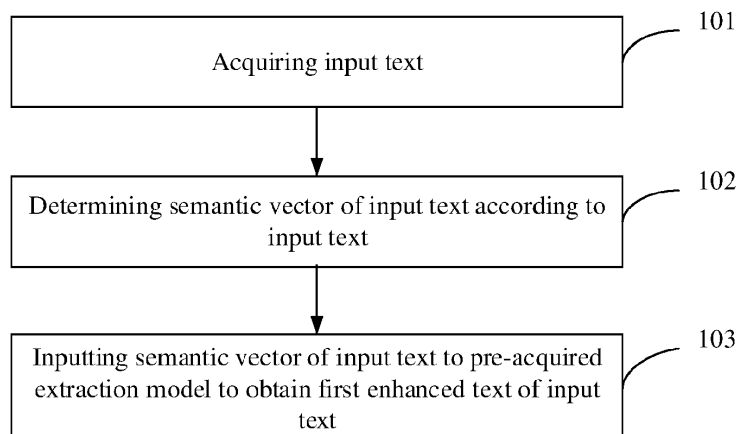 101
Acquiring input text
102
Determining semantic vector of input text according to
input text
103
Inputting semantic vector of input text to pre-acquired
extraction model to obtain first enhanced text of input
text